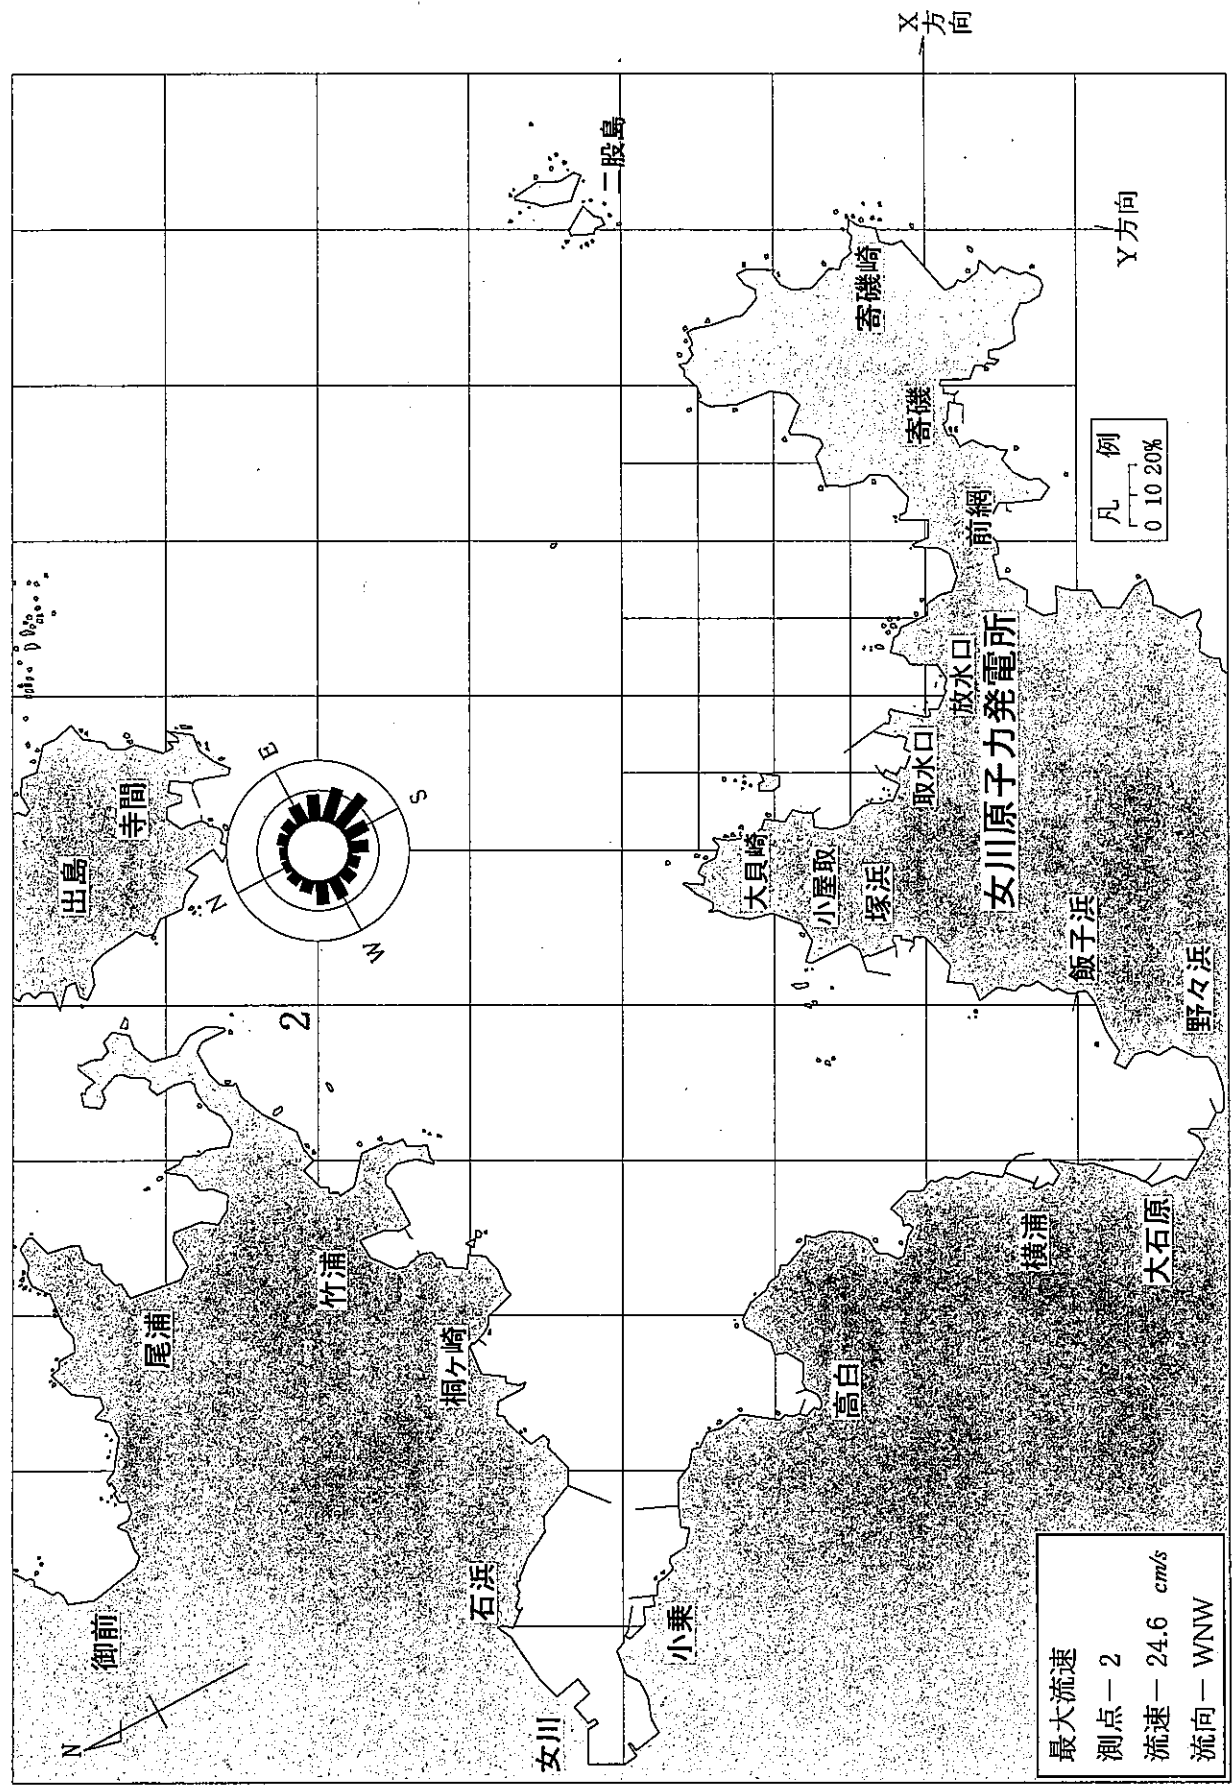 N
御前
尾浦
竹浦
桐ヶ崎
石浜
女川
小乗
高白
横浦
大石原
野々浜
飯子浜
塚浜
小屋取
大貝崎
出島
寺間
2
N
E
S
W
取水口
放水口
女川原子力発電所
前網
寄磯
寄磯崎
二股島
X方向
Y方向
凡 例
0 10 20%
最大流速
測点－2
流速－24.6 cm/s
流向－WNW